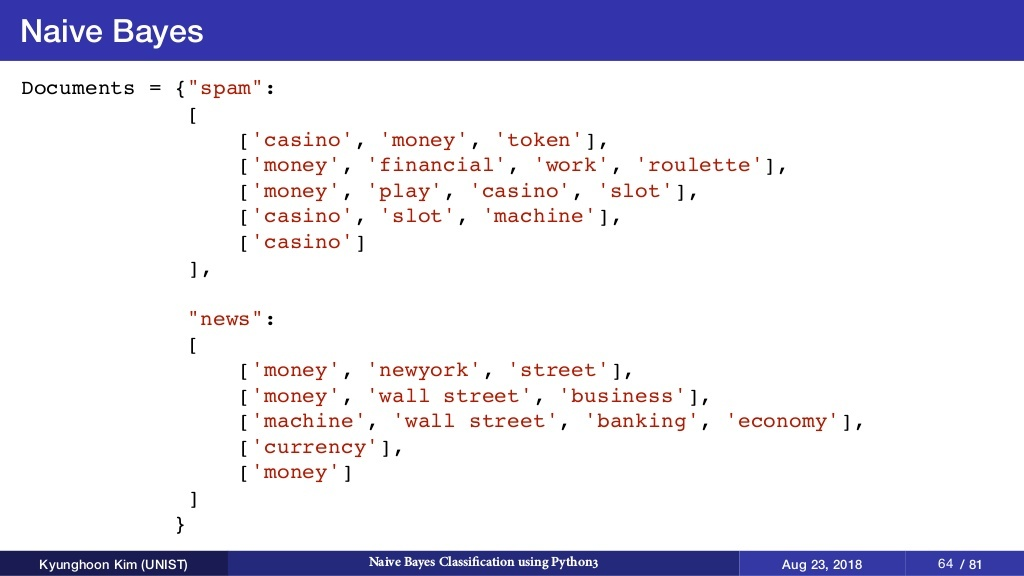 Naive Bayes
Documents = {"spam":
[
['casino', 'money', 'token'],
['money', 'financial', 'work', 'roulette'],
['money', 'play', 'casino', 'slot'],
['casino', 'slot', 'machine'],
['casino']
],
"news":
[
['money', 'newyork', 'street'],
['money', 'wall street', 'business'],
['machine', 'wall street', 'banking', 'economy'],
['currency'],
['money']
]
}
Kyunghoon Kim (UNIST) Naive Bayes Classification using Python3 Aug 23, 2018 64 / 81